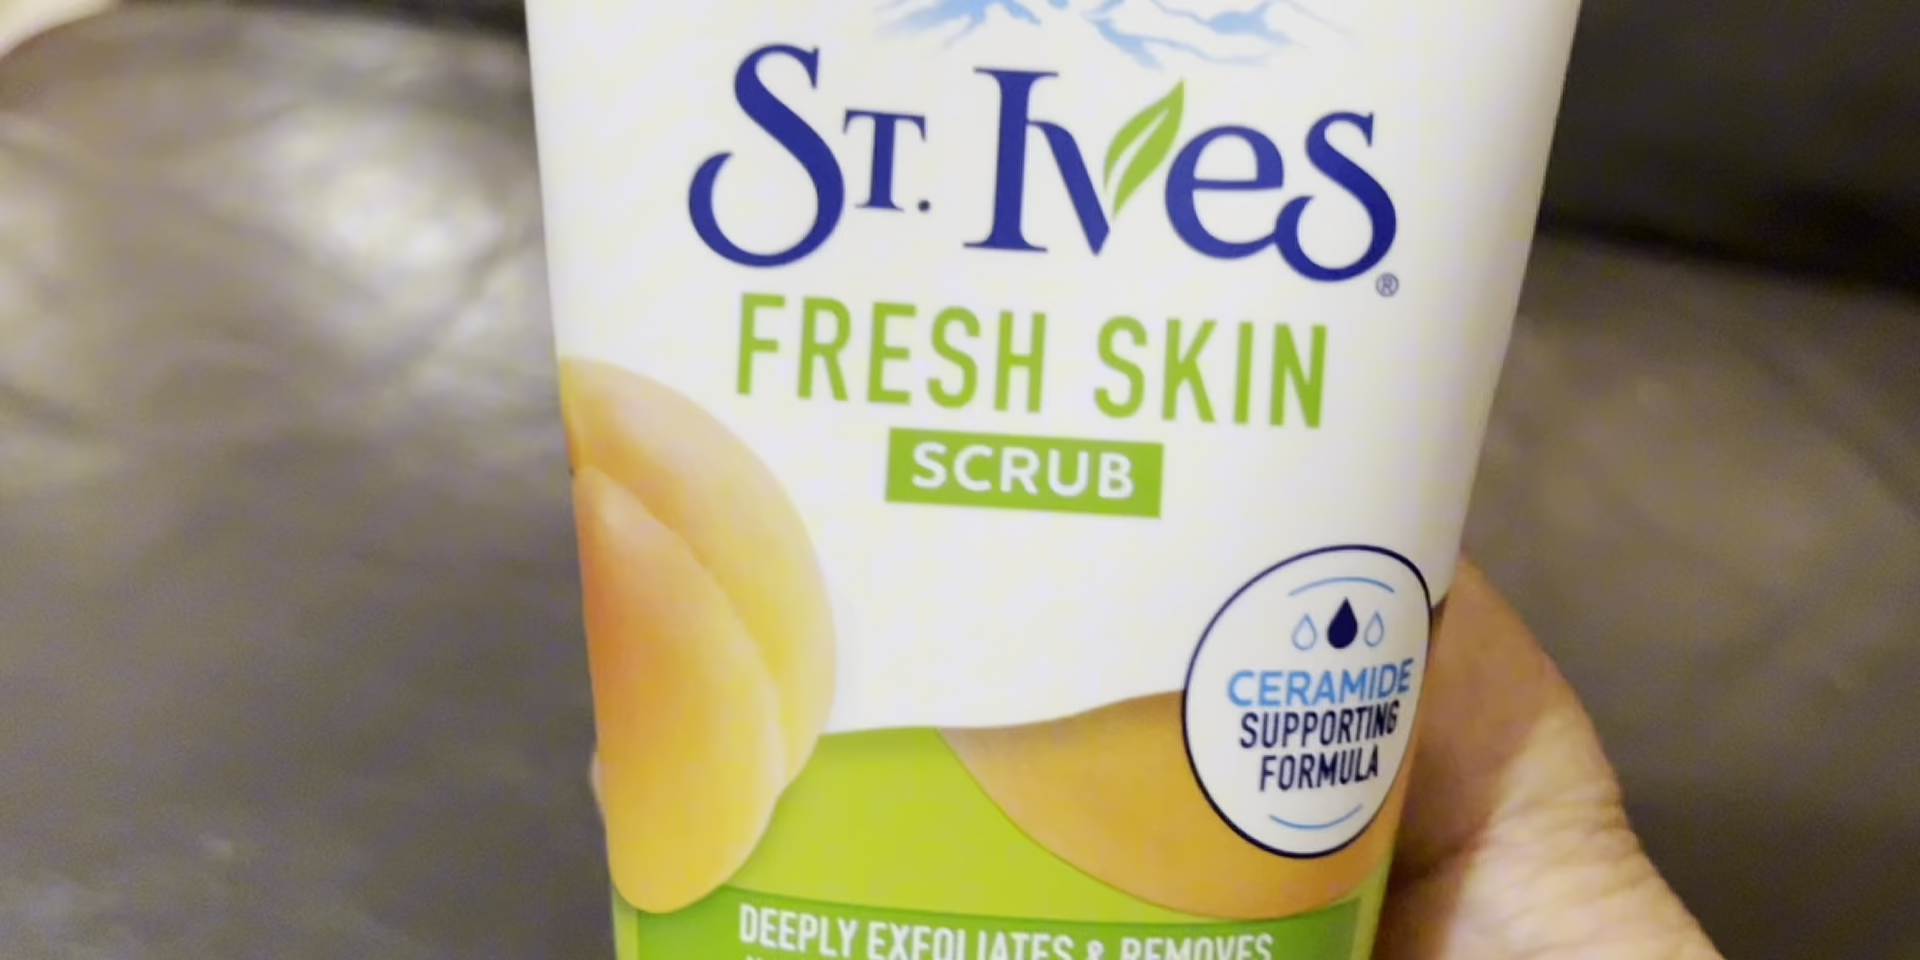 ST. Ives®
FRESH SKIN
SCRUB
CERAMIDE
SUPPORTING
FORMULA
DEEPLY EXFOLIATES & REMOVES